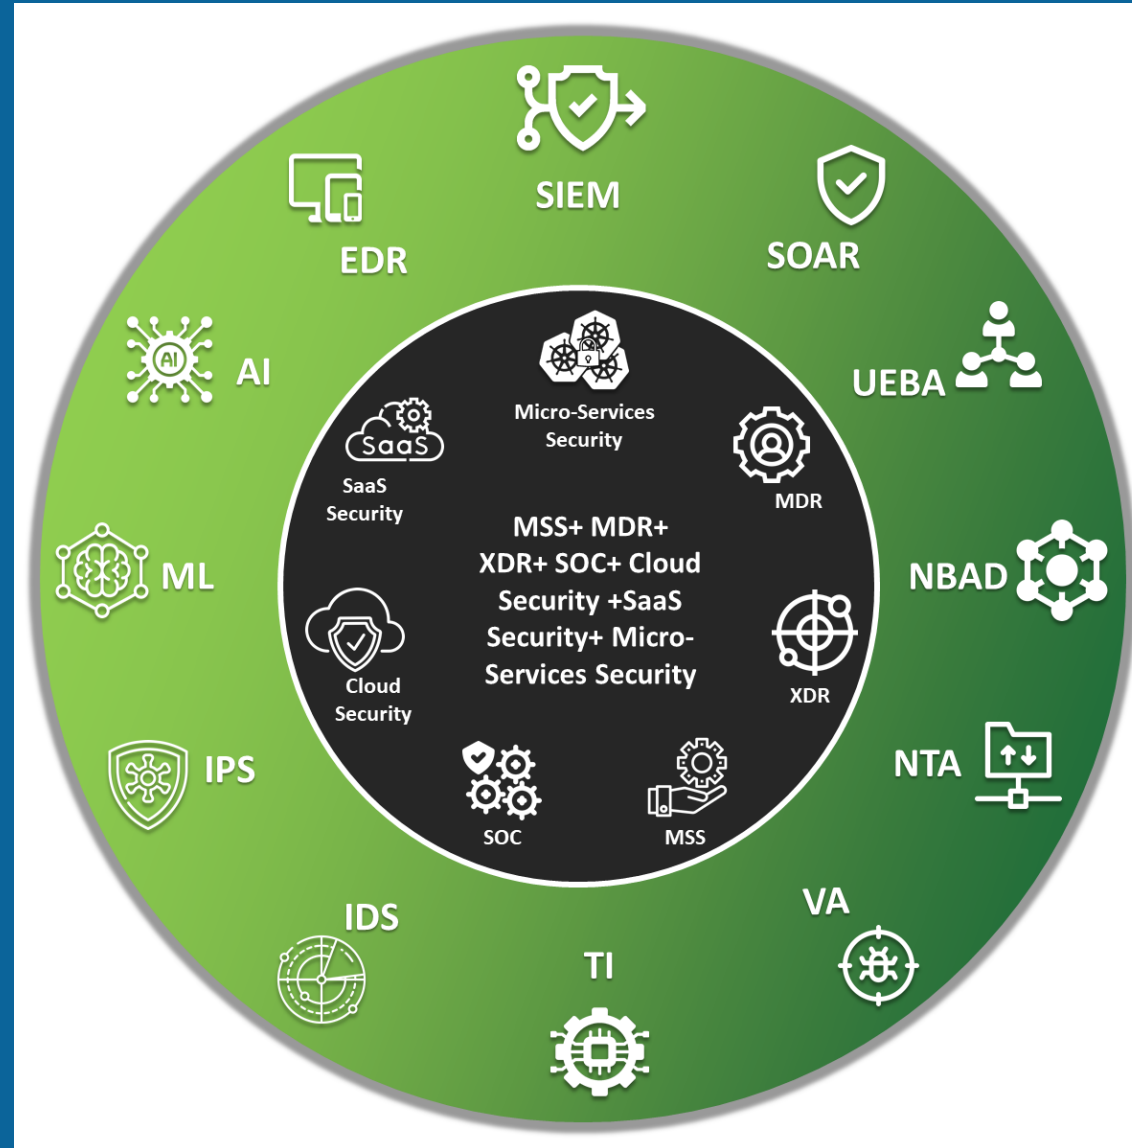 SIEM
SOAR
UEBA
NBAD
NTA
VA
TI
IDS
IPS
ML
AI
AI
EDR
Micro-Services
Security
MDR
XDR
MSS
SOC
Cloud
Security
SaaS
SaaS
Security
MSS+ MDR+
XDR+ SOC+ Cloud
Security +SaaS
Security+ Micro-
Services Security